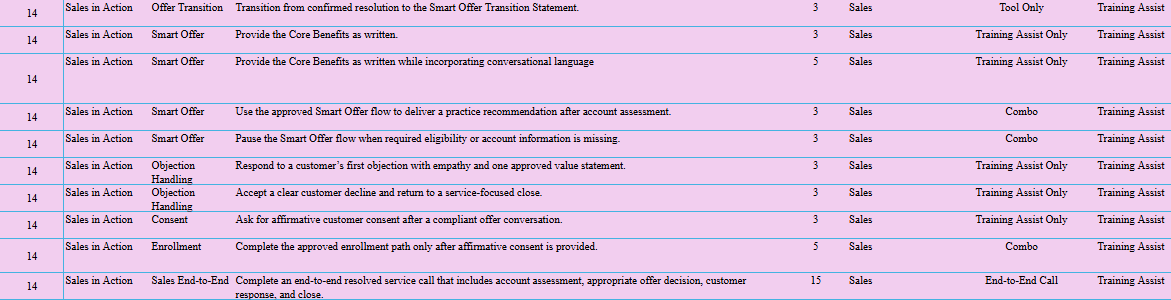 14 Sales in Action Offer Transition Transition from confirmed resolution to the Smart Offer Transition Statement. 3 Sales Tool Only Training Assist
14 Sales in Action Smart Offer Provide the Core Benefits as written. 3 Sales Training Assist Only Training Assist
14 Sales in Action Smart Offer Provide the Core Benefits as written while incorporating conversational language 5 Sales Training Assist Only Training Assist
14 Sales in Action Smart Offer Use the approved Smart Offer flow to deliver a practice recommendation after account assessment. 3 Sales Combo Training Assist
14 Sales in Action Smart Offer Pause the Smart Offer flow when required eligibility or account information is missing. 3 Sales Combo Training Assist
14 Sales in Action Objection Respond to a customer’s first objection with empathy and one approved value statement. 3 Sales Training Assist Only Training Assist
Handling
14 Sales in Action Objection Accept a clear customer decline and return to a service-focused close. 3 Sales Training Assist Only Training Assist
Handling
14 Sales in Action Consent Ask for affirmative customer consent after a compliant offer conversation. 3 Sales Training Assist Only Training Assist
14 Sales in Action Enrollment Complete the approved enrollment path only after affirmative consent is provided. 5 Sales Combo Training Assist
14 Sales in Action Sales End-to-End Complete an end-to-end resolved service call that includes account assessment, appropriate offer decision, customer 15 Sales End-to-End Call Training Assist
response, and close.